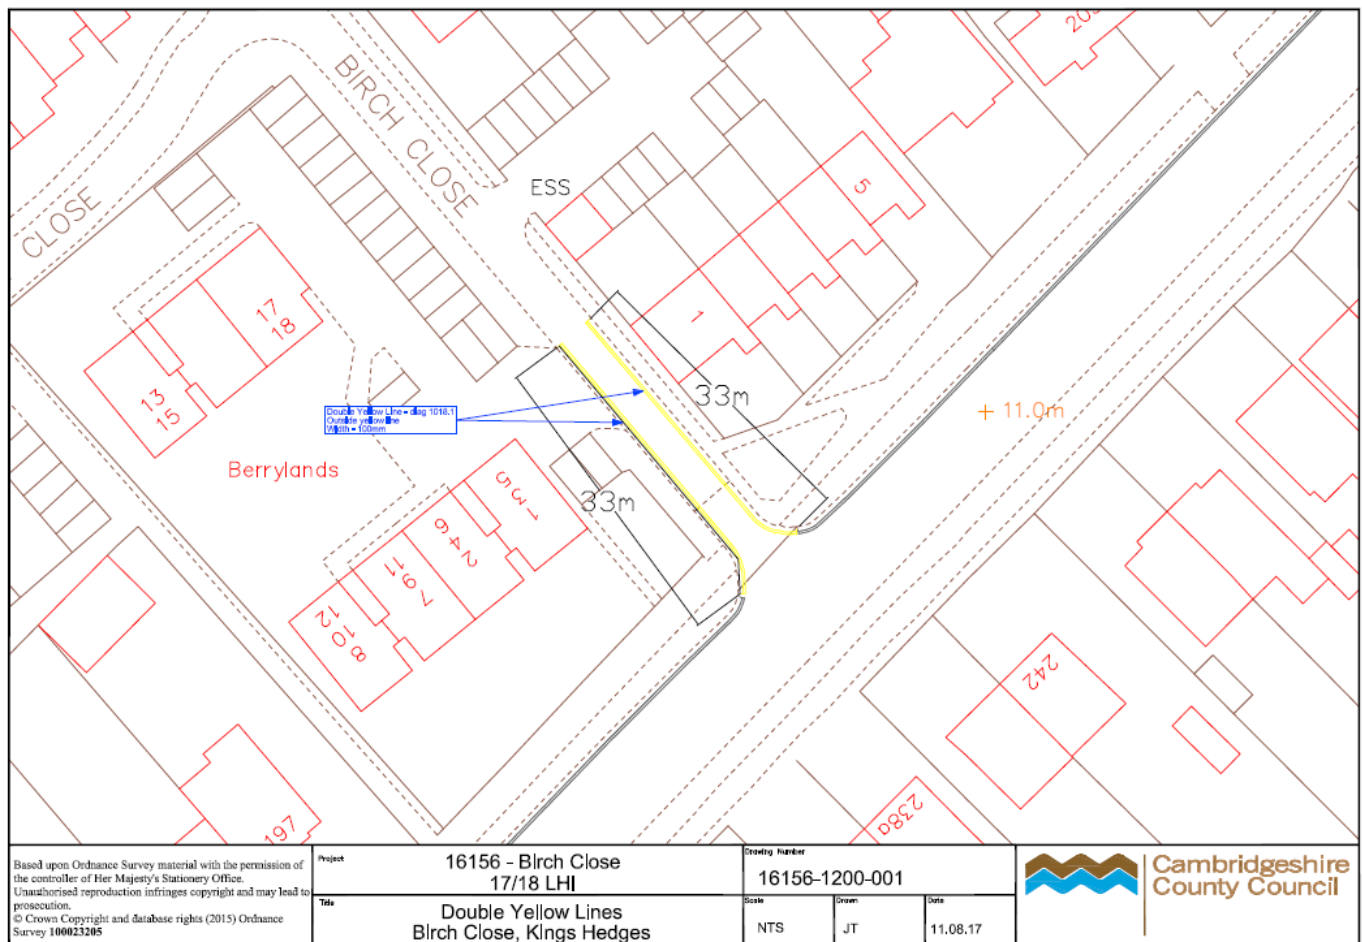 203
BIRCH CLOSE
ESS
5
CLOSE
17
18
1
33m
11.0m
13
15
Double Yellow Line - diag 1018.1
Outside yellow line
Width = 100mm
Berrylands
33m
5 3 1
6 4 2
11 9 7
12 10 8
242
238a
197
Based upon Ordnance Survey material with the permission of
the controller of Her Majesty's Stationery Office.
Unauthorised reproduction infringes copyright and may lead to
prosecution.
© Crown Copyright and database rights (2015) Ordnance
Survey 100023205
Project
16156 - Birch Close
17/18 LHI
Title
Double Yellow Lines
Birch Close, Kings Hedges
Drawing Number
16156-1200-001
Scale
NTS
Drawn
JT
Date
11.08.17
Cambridgeshire
County Council